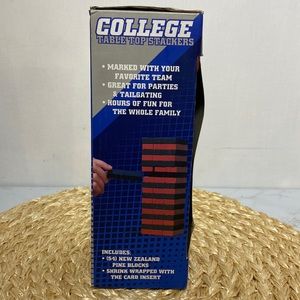 COLLEGE
TABLE TOP STACKERS
• MARKED WITH YOUR
FAVORITE TEAM
• GREAT FOR PARTIES
& TAILGATING
• HOURS OF FUN FOR
THE WHOLE FAMILY
INCLUDES:
• (54) NEW ZEALAND
PINE BLOCKS
• SHRINK WRAPPED WITH
THE CARD INSERT